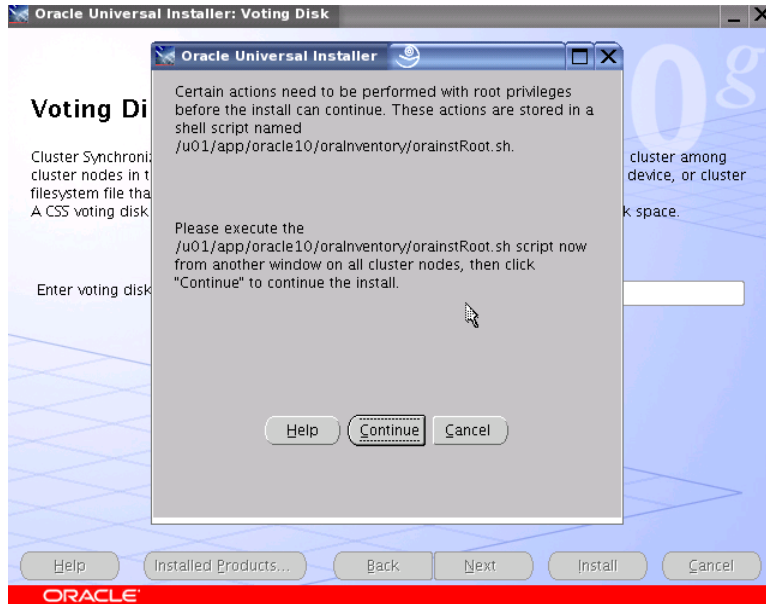 Oracle Universal Installer: Voting Disk
Oracle Universal Installer
Certain actions need to be performed with root privileges
before the install can continue. These actions are stored in a
shell script named
/u01/app/oracle10/oraInventory/orainstRoot.sh.
Please execute the
/u01/app/oracle10/oraInventory/orainstRoot.sh script now
from another window on all cluster nodes, then click
"Continue" to continue the install.
Help Continue Cancel
0g
Voting Di
Cluster Synchroni cluster among
cluster nodes in t device, or cluster
filesystem file tha
A CSS voting disk k space.
Enter voting disk
Help Installed Products... Back Next Install Cancel
ORACLE